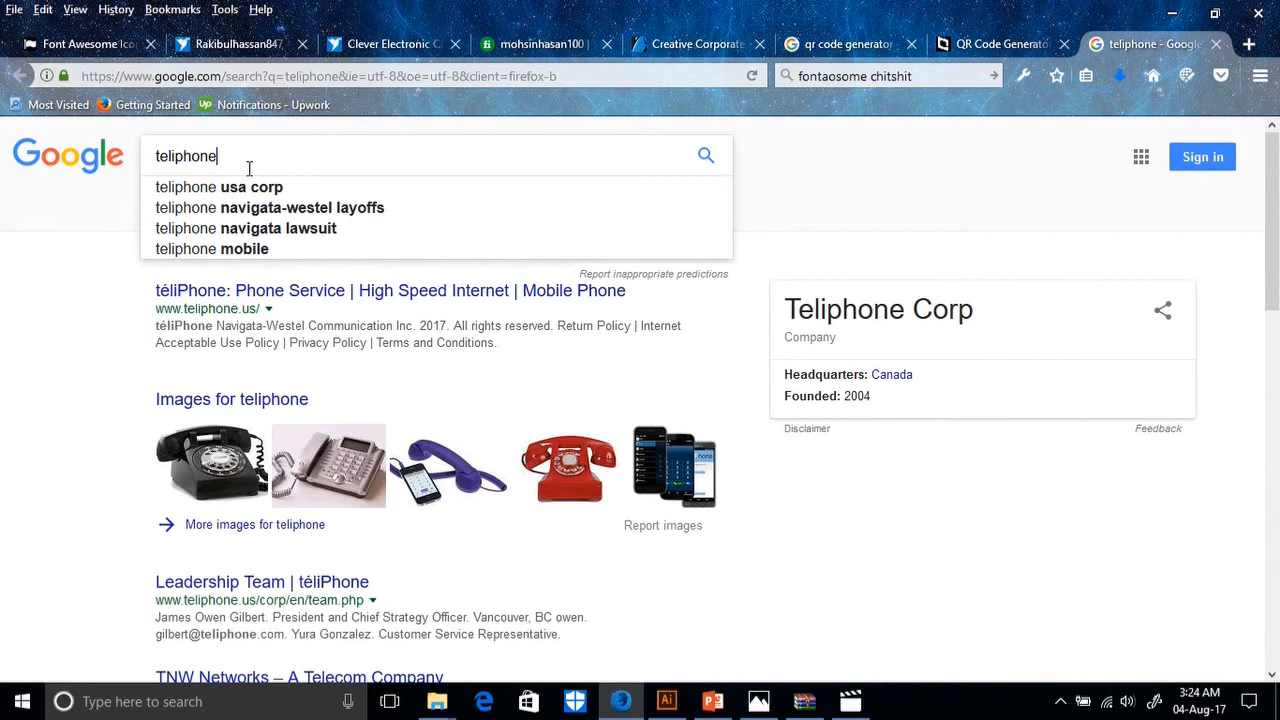 File Edit View History Bookmarks Tools Help
Font Awesome Ico
Rakibulhassan847,
Clever Electronic C
mohsinhasan100 |
Creative Corporate
qr code generator
QR Code Generato
teliphone - Google
https://www.google.com/search?q=teliphone&ie=utf-8&oe=utf-8&client=firefox-b
fontaosome chitshit
Most Visited Getting Started Notifications - Upwork
Google
teliphone
Sign in
teliphone usa corp
teliphone navigata-westel layoffs
teliphone navigata lawsuit
teliphone mobile
Report inappropriate predictions
téliPhone: Phone Service | High Speed Internet | Mobile Phone
www.teliphone.us/
téliPhone Navigata-Westel Communication Inc. 2017. All rights reserved. Return Policy | Internet
Acceptable Use Policy | Privacy Policy | Terms and Conditions.
Images for teliphone
More images for teliphone
Report images
Leadership Team | téliPhone
www.teliphone.us/corp/en/team.php
James Owen Gilbert. President and Chief Strategy Officer. Vancouver, BC owen.
gilbert@teliphone.com. Yura Gonzalez. Customer Service Representative.
TNW Networks – A Telecom Company
Teliphone Corp
Company
Headquarters: Canada
Founded: 2004
Disclaimer
Feedback
Type here to search
3:24 AM
04-Aug-17